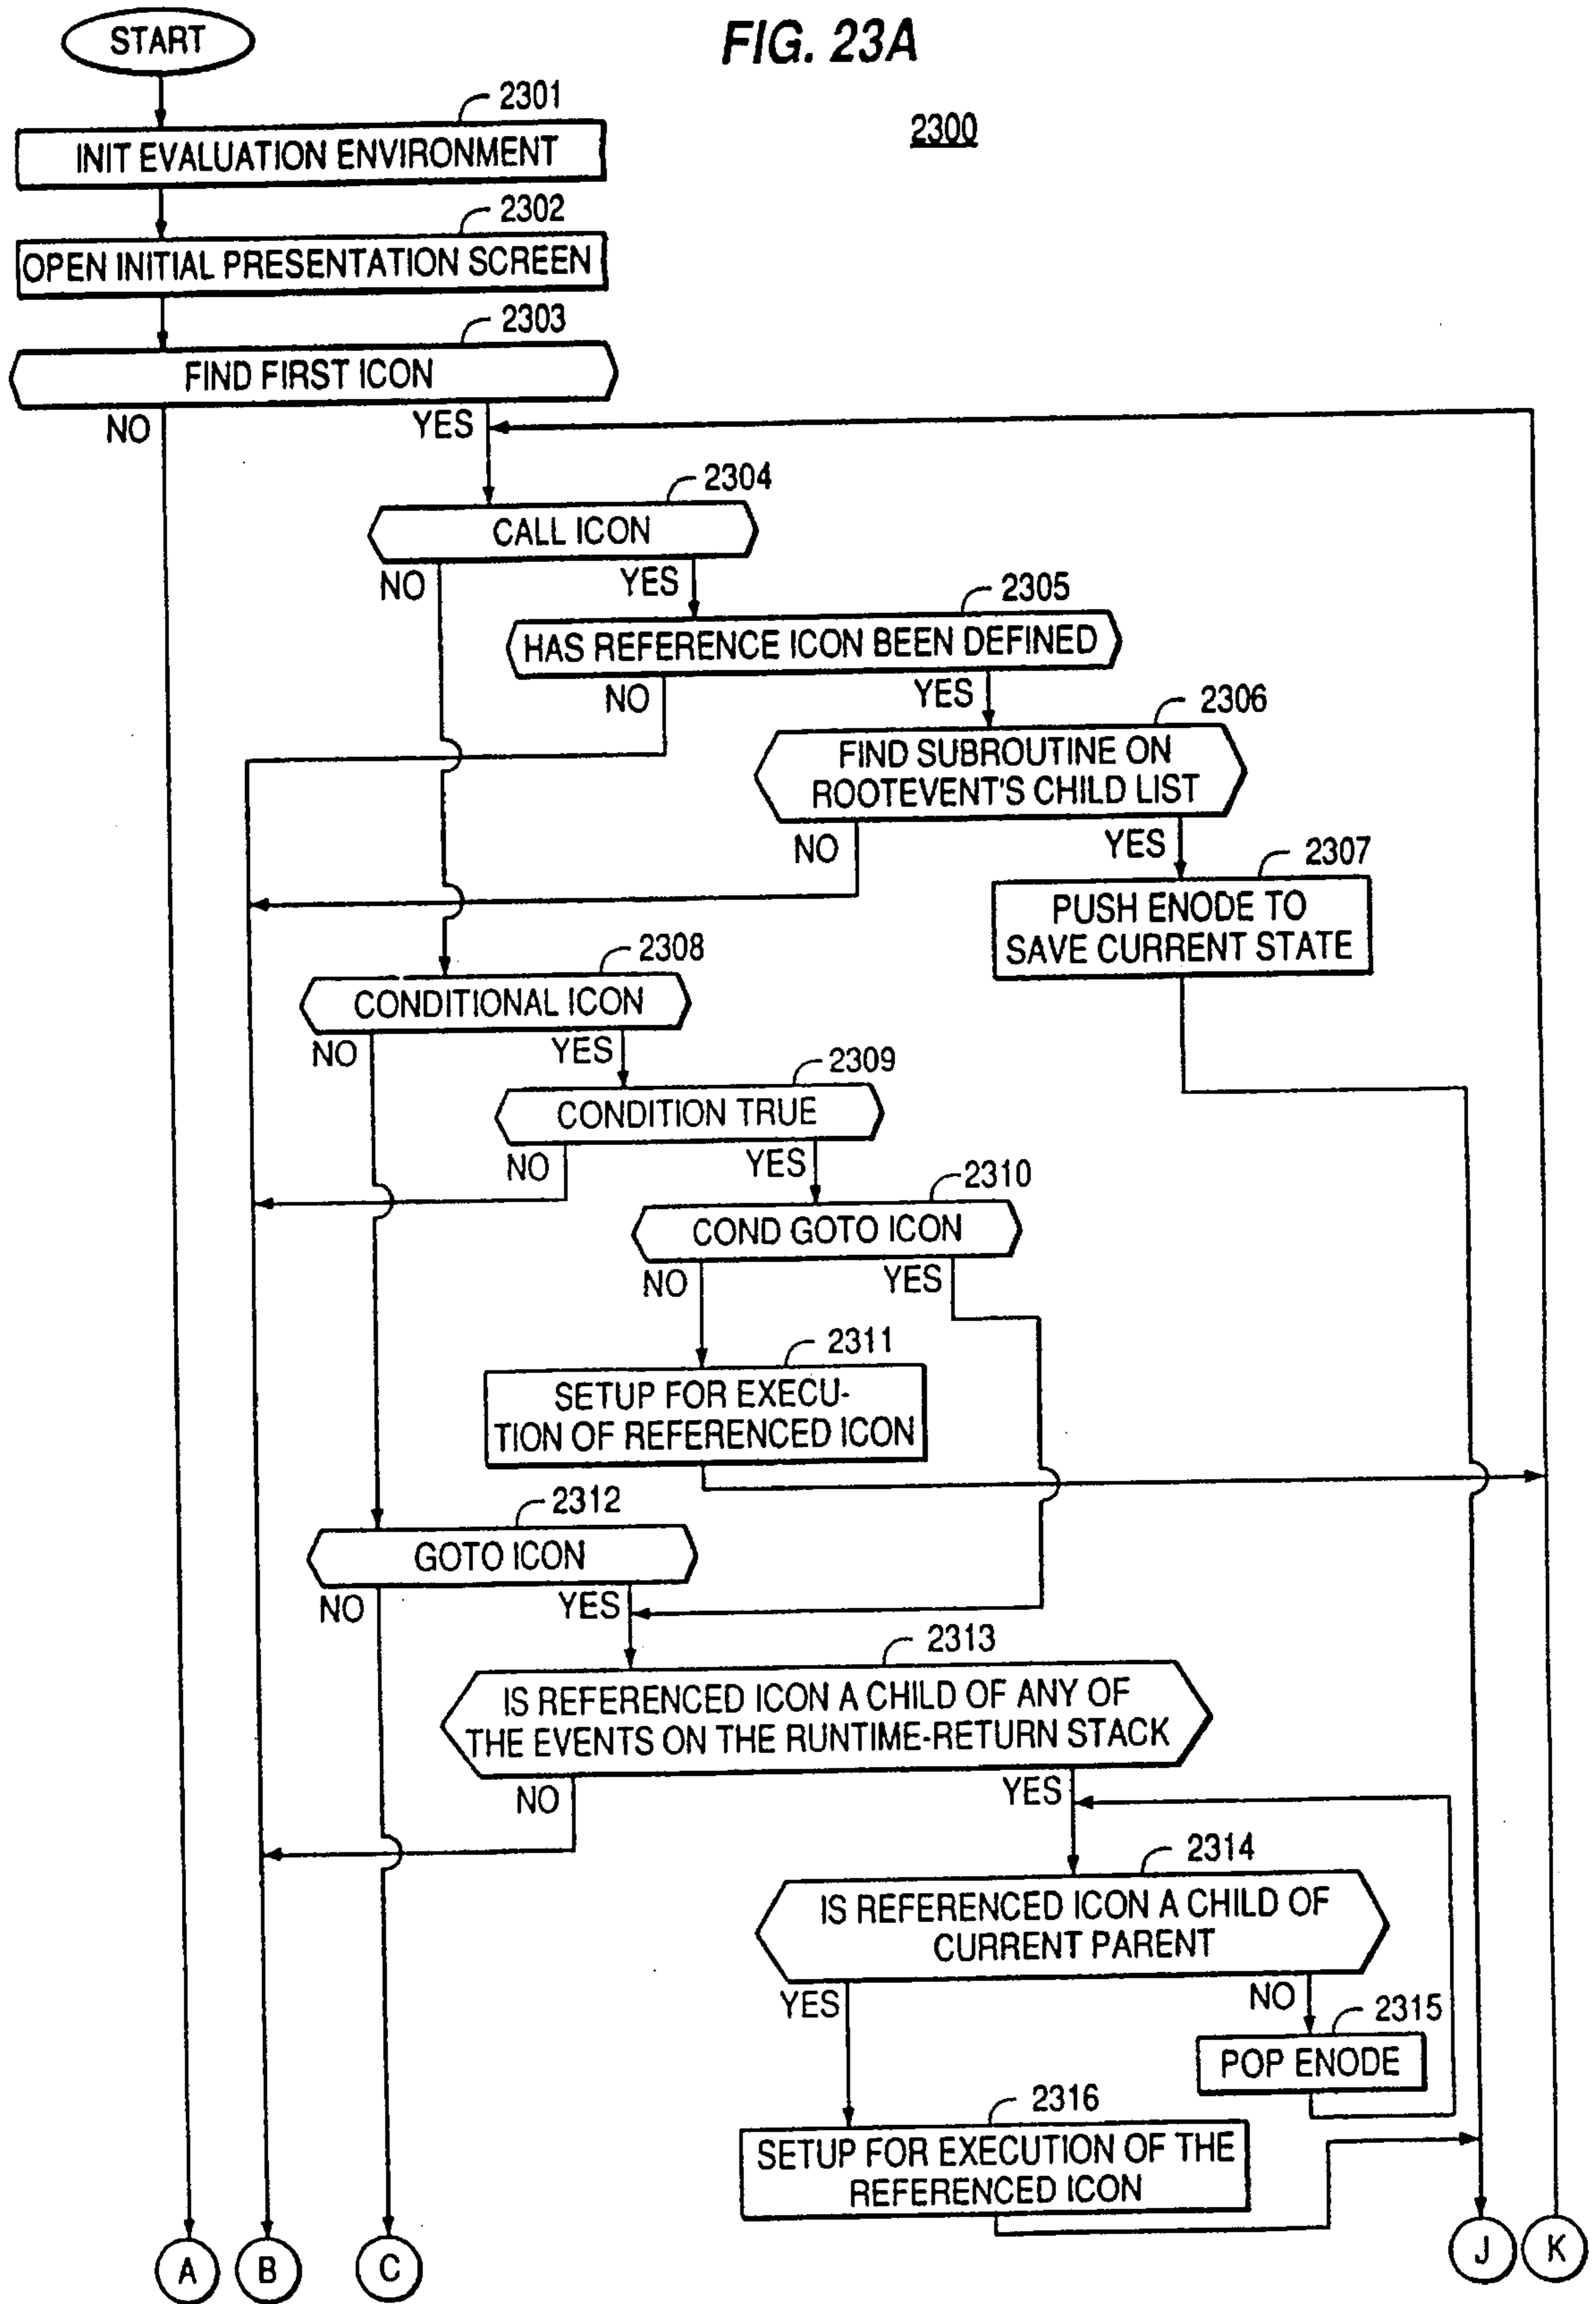 FIG. 23A
START
2300
2301
INIT EVALUATION ENVIRONMENT
2302
OPEN INITIAL PRESENTATION SCREEN
2303
FIND FIRST ICON
NO
YES
2304
CALL ICON
NO
YES
2305
HAS REFERENCE ICON BEEN DEFINED
NO
YES
2306
FIND SUBROUTINE ON
ROOTEVENT'S CHILD LIST
NO
YES
2307
PUSH ENODE TO
SAVE CURRENT STATE
2308
CONDITIONAL ICON
NO
YES
2309
CONDITION TRUE
NO
YES
2310
COND GOTO ICON
NO
YES
2311
SETUP FOR EXECU-
TION OF REFERENCED ICON
2312
GOTO ICON
NO
YES
2313
IS REFERENCED ICON A CHILD OF ANY OF
THE EVENTS ON THE RUNTIME-RETURN STACK
NO
YES
2314
IS REFERENCED ICON A CHILD OF
CURRENT PARENT
YES
NO
2315
POP ENODE
2316
SETUP FOR EXECUTION OF THE
REFERENCED ICON
A
B
C
J
K